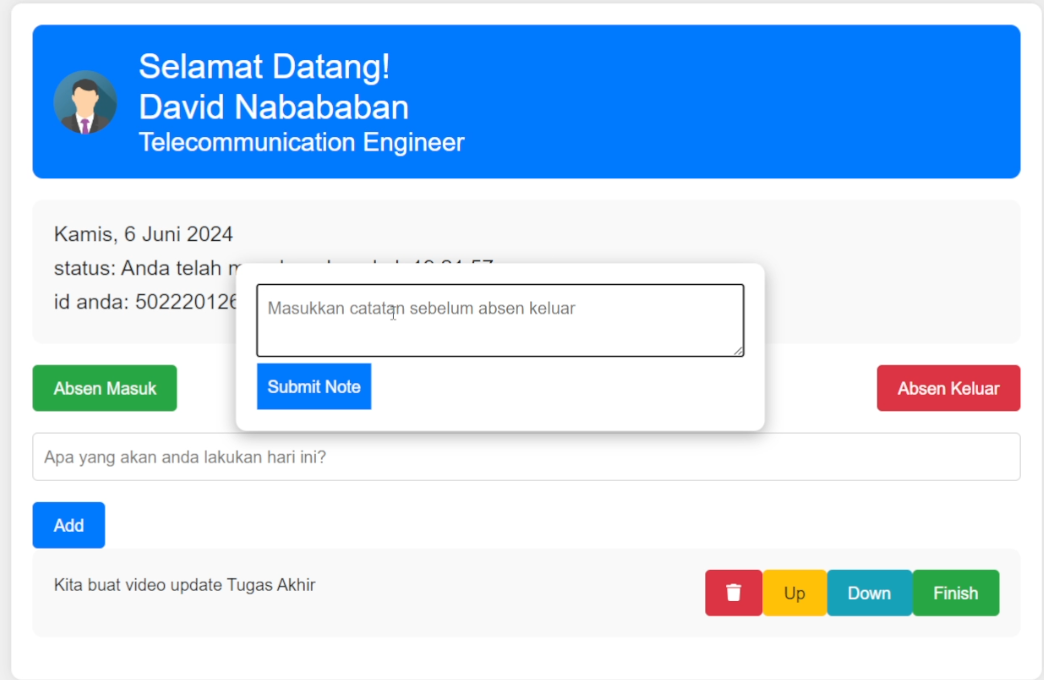 Selamat Datang!
David Nabababan
Telecommunication Engineer
Kamis, 6 Juni 2024
status: Anda telah
id anda: 502220126
Masukkan catatan sebelum absen keluar
Submit Note
Absen Masuk
Absen Keluar
Apa yang akan anda lakukan hari ini?
Add
Kita buat video update Tugas Akhir
Up
Down
Finish